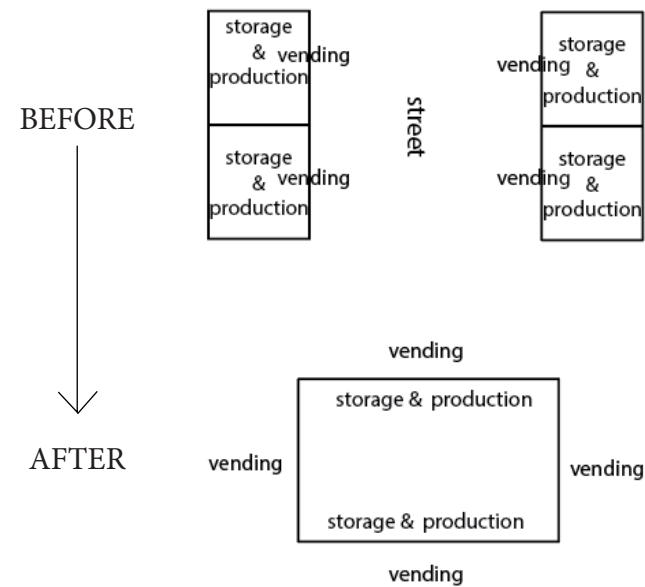 BEFORE
storage
&
production
vending
storage
&
production
vending
street
vending
storage
&
production
vending
storage
&
production
AFTER
vending
storage & production
vending
vending
storage & production
vending